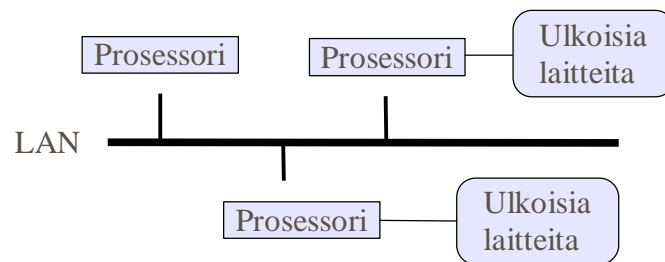 Prosessori
Prosessori
Ulkoisia
laitteita
LAN
Prosessori
Ulkoisia
laitteita